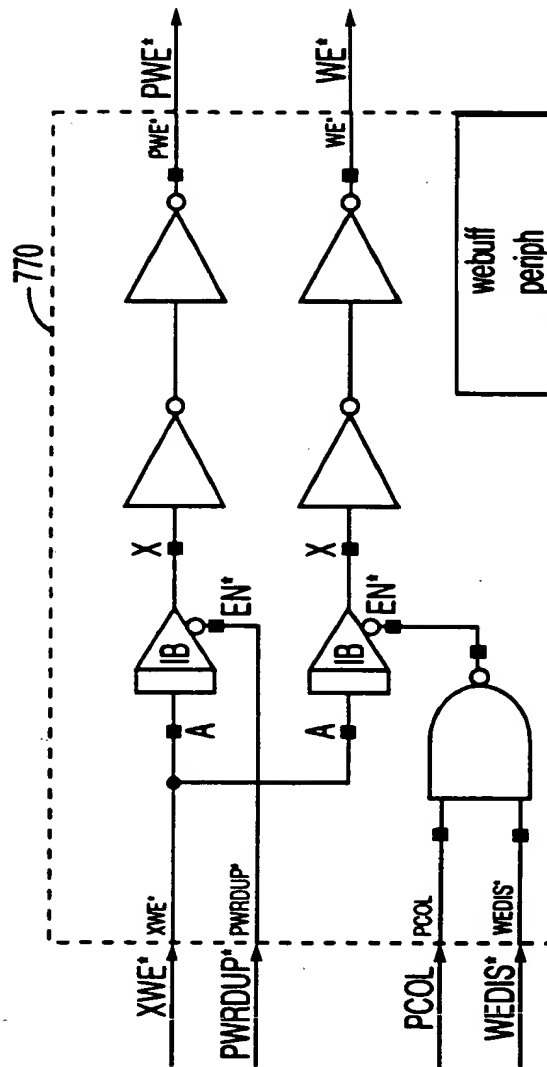 770
XWE*
XWE*
A
IB
X
EN*
PWE*
PWE*
PWRDUP*
PWRDUP*
A
IB
X
EN*
WE*
WE*
PCOL
PCOL
WEDIS*
WEDIS*
webuff
periph